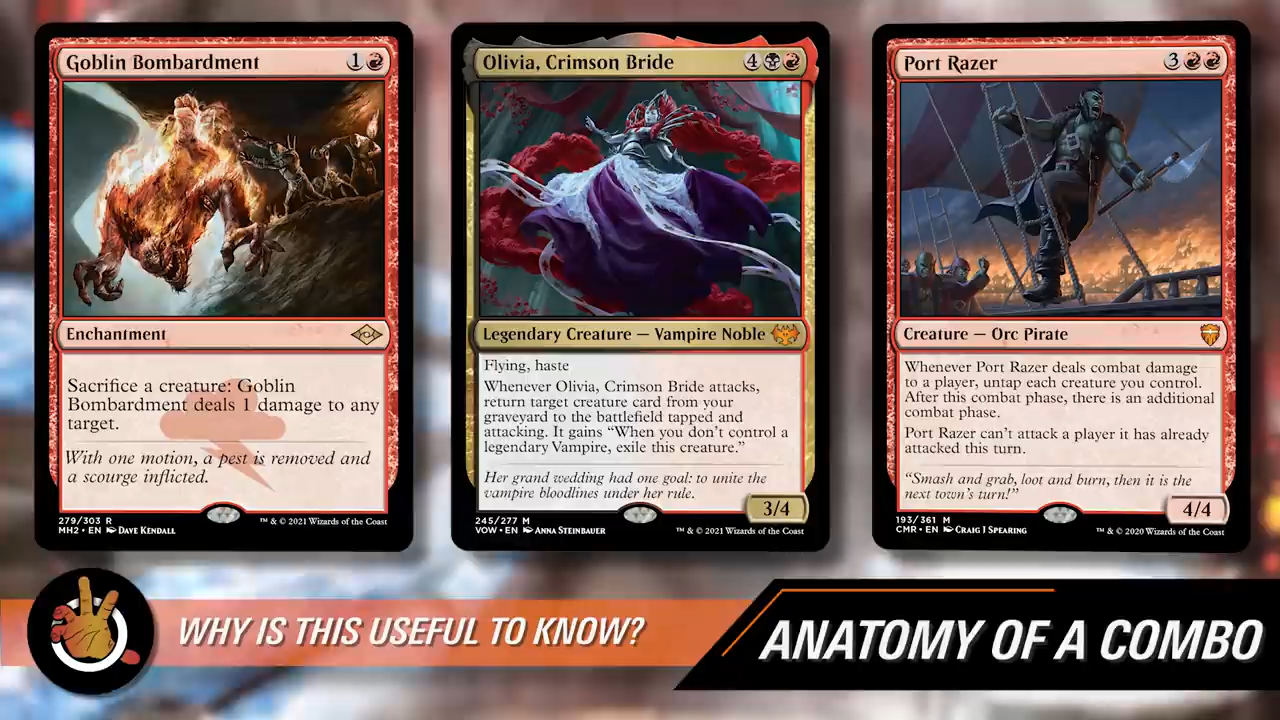 Goblin Bombardment 1
Enchantment
Sacrifice a creature: Goblin
Bombardment deals 1 damage to any
target.
With one motion, a pest is removed and
a scourge inflicted.
279/303 R
MH2 • EN Dave Kendall
™ & © 2021 Wizards of the Coast
Olivia, Crimson Bride 4
Legendary Creature — Vampire Noble
Flying, haste
Whenever Olivia, Crimson Bride attacks,
return target creature card from your
graveyard to the battlefield tapped and
attacking. It gains “When you don’t control a
legendary Vampire, exile this creature.”
Her grand wedding had one goal: to unite the
vampire bloodlines under her rule.
3/4
245/277 M
VOW • EN Anna Steinbauer
™ & © 2021 Wizards of the Coast
Port Razer 3
Creature — Orc Pirate
Whenever Port Razer deals combat damage
to a player, untap each creature you control.
After this combat phase, there is an additional
combat phase.
Port Razer can’t attack a player it has already
attacked this turn.
“Smash and grab, loot and burn, then it is the
next town’s turn!”
4/4
193/361 M
CMR • EN Craig J Spearing
™ & © 2020 Wizards of the Coast
WHY IS THIS USEFUL TO KNOW?
ANATOMY OF A COMBO